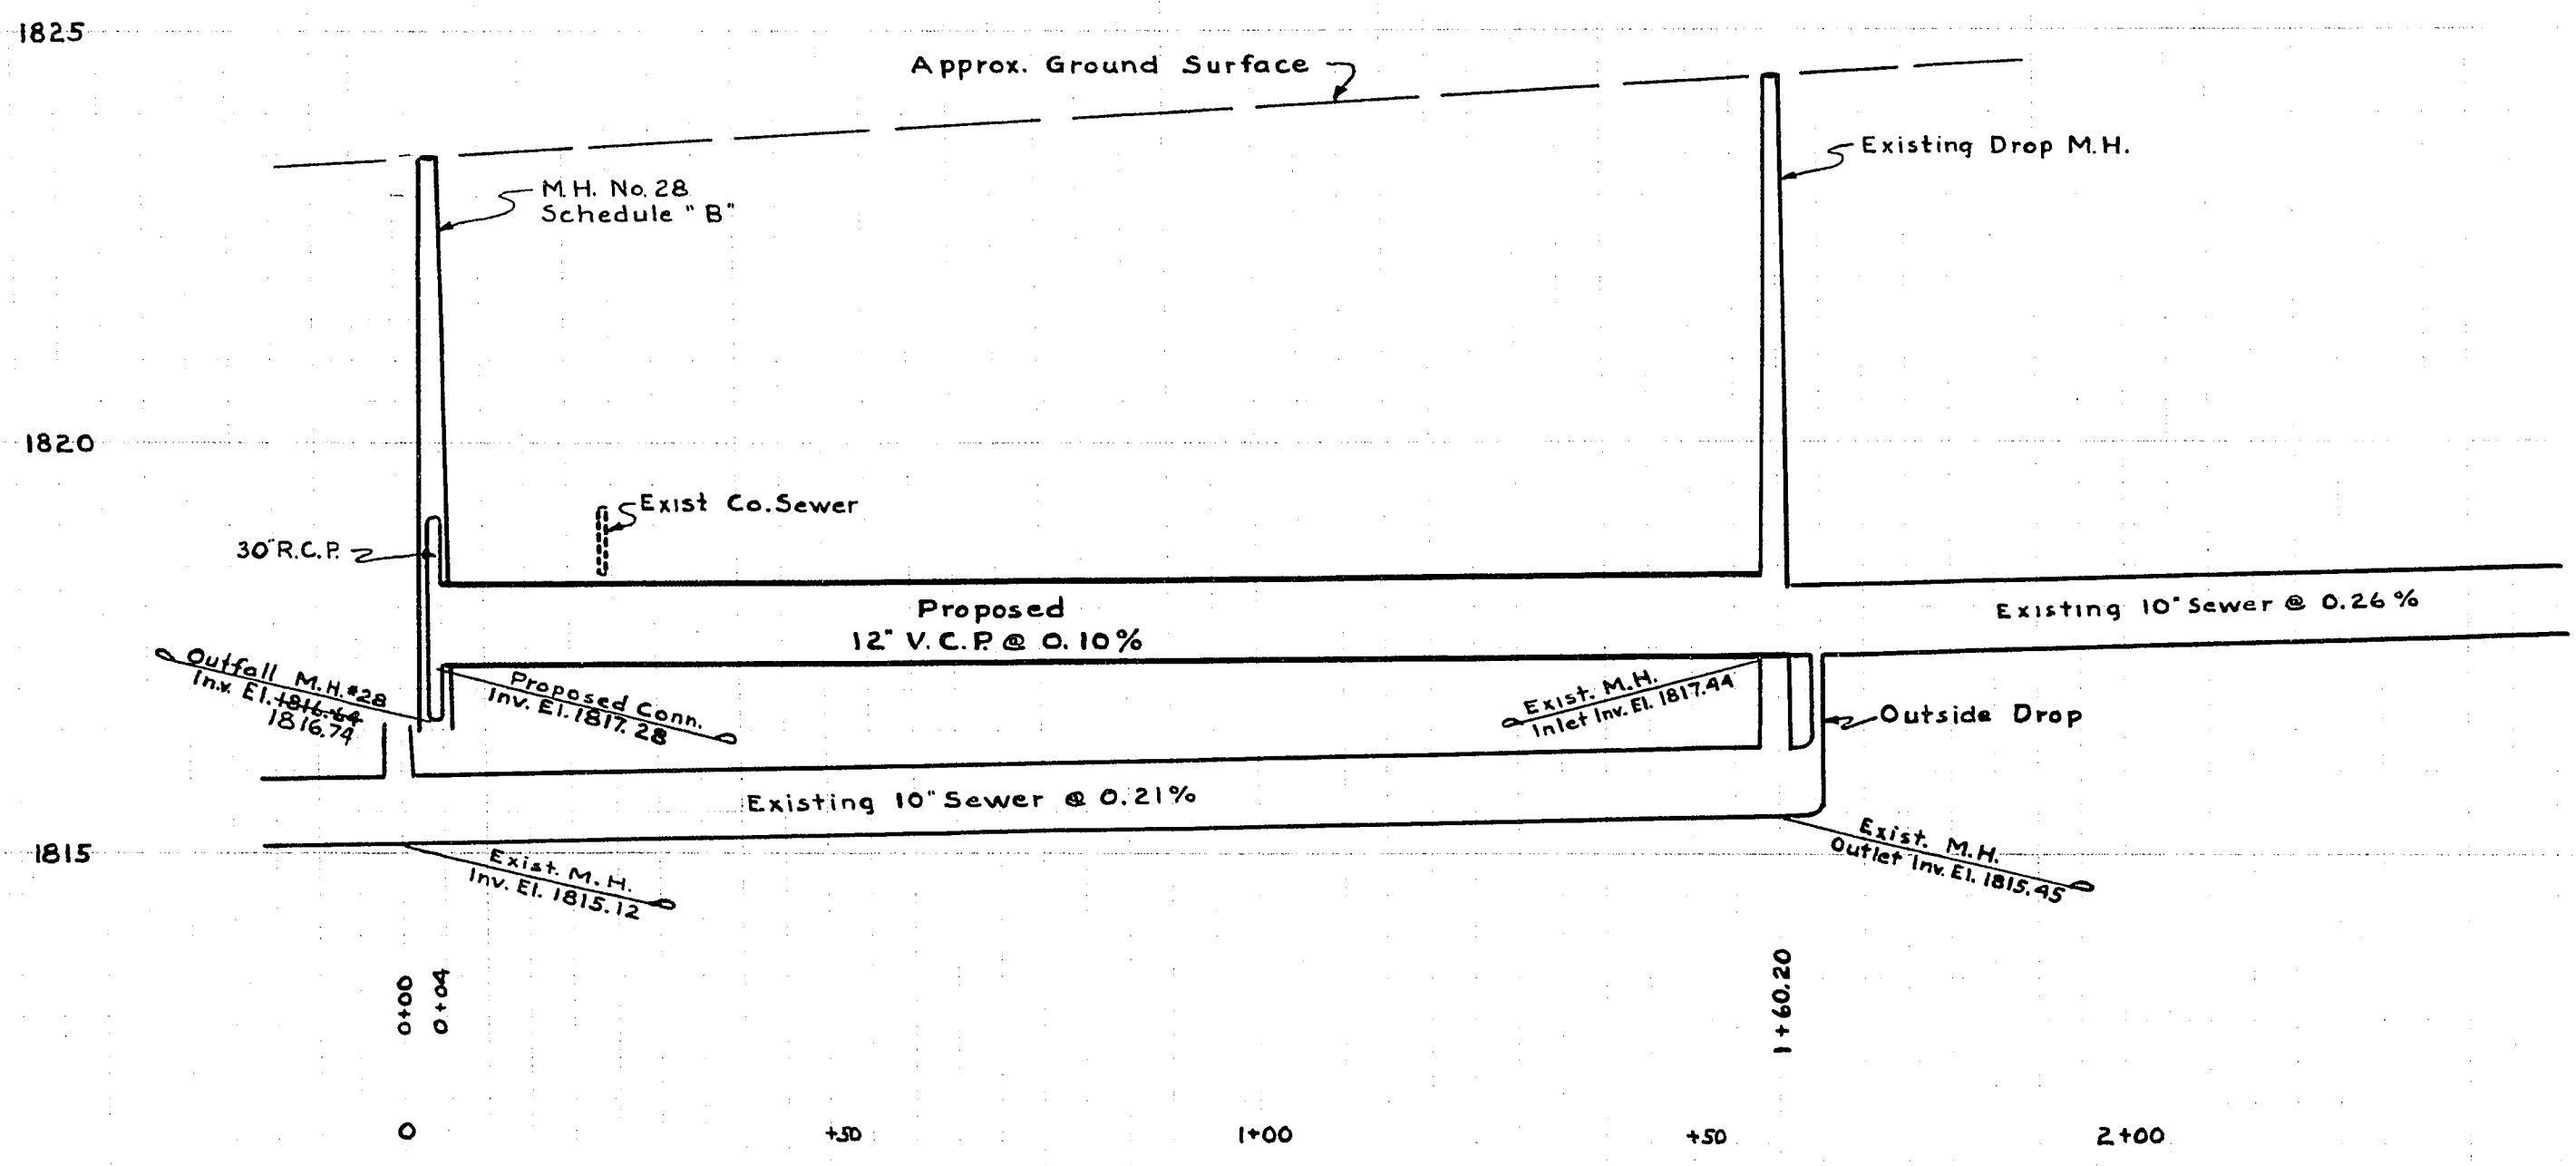 1825
Approx. Ground Surface
Existing Drop M.H.
M.H. No. 28
Schedule "B"
1820
Exist Co. Sewer
30" R.C.P.
Proposed
12" V.C.P. @ 0.10%
Existing 10" Sewer @ 0.26%
Outfall M.H. #28
Inv. El. 1816.64
1816.74
Proposed Conn.
Inv. El. 1817.28
Exist. M.H.
Inlet Inv. El. 1817.44
Outside Drop
Existing 10" Sewer @ 0.21%
1815
Exist. M.H.
Inv. El. 1815.12
Exist. M.H.
Outlet Inv. El. 1815.45
0+00
0+04
1+60.20
0
+50
1+00
+50
2+00